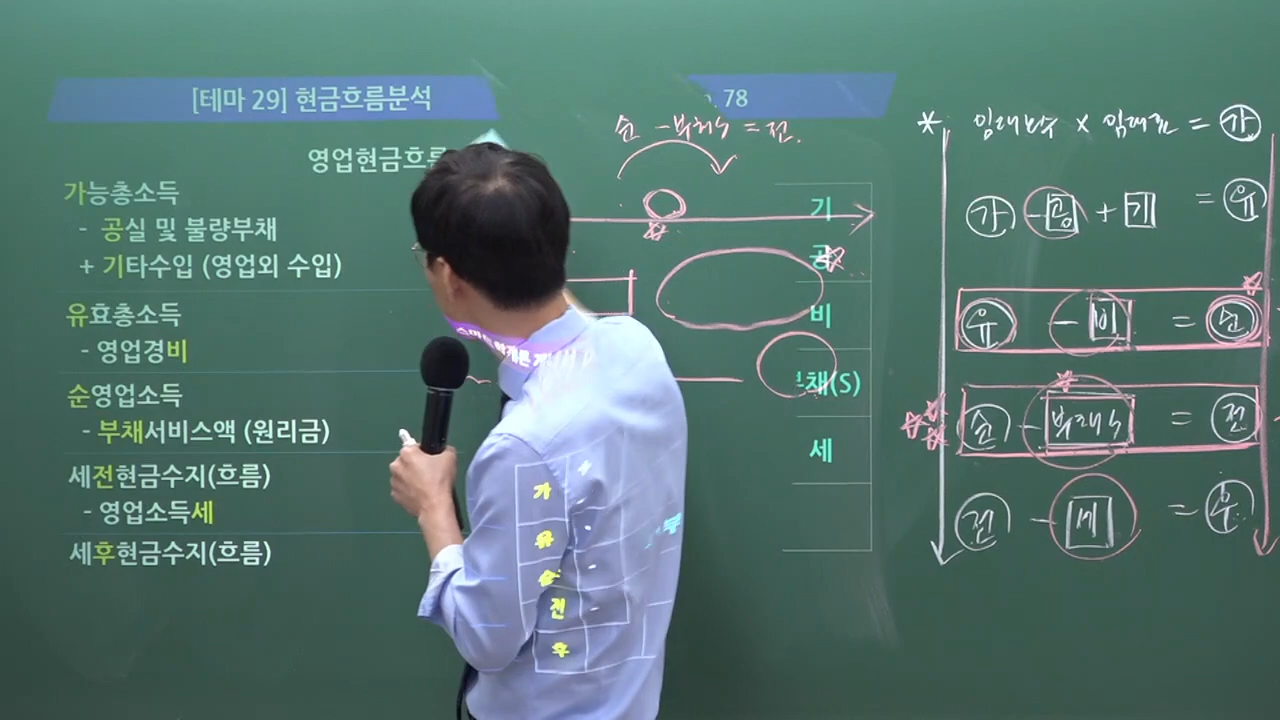 [테마 29] 현금흐름분석
78
영업현금흐
가능총소득
- 공실 및 불량부채
+ 기타수입 (영업외 수입)
유효총소득
- 영업경비
순영업소득
- 부채서비스액 (원리금)
세전현금수지(흐름)
- 영업소득세
세후현금수지(흐름)
순 - 부채S = 전.
기
공
비
채(S)
세
가
유
순
전
후
* 임대단수 × 임대료 = 가
가 - 공 + 기 = 유
유 - 비 = 순
순 - 부채S = 전
전 - 세 = 후